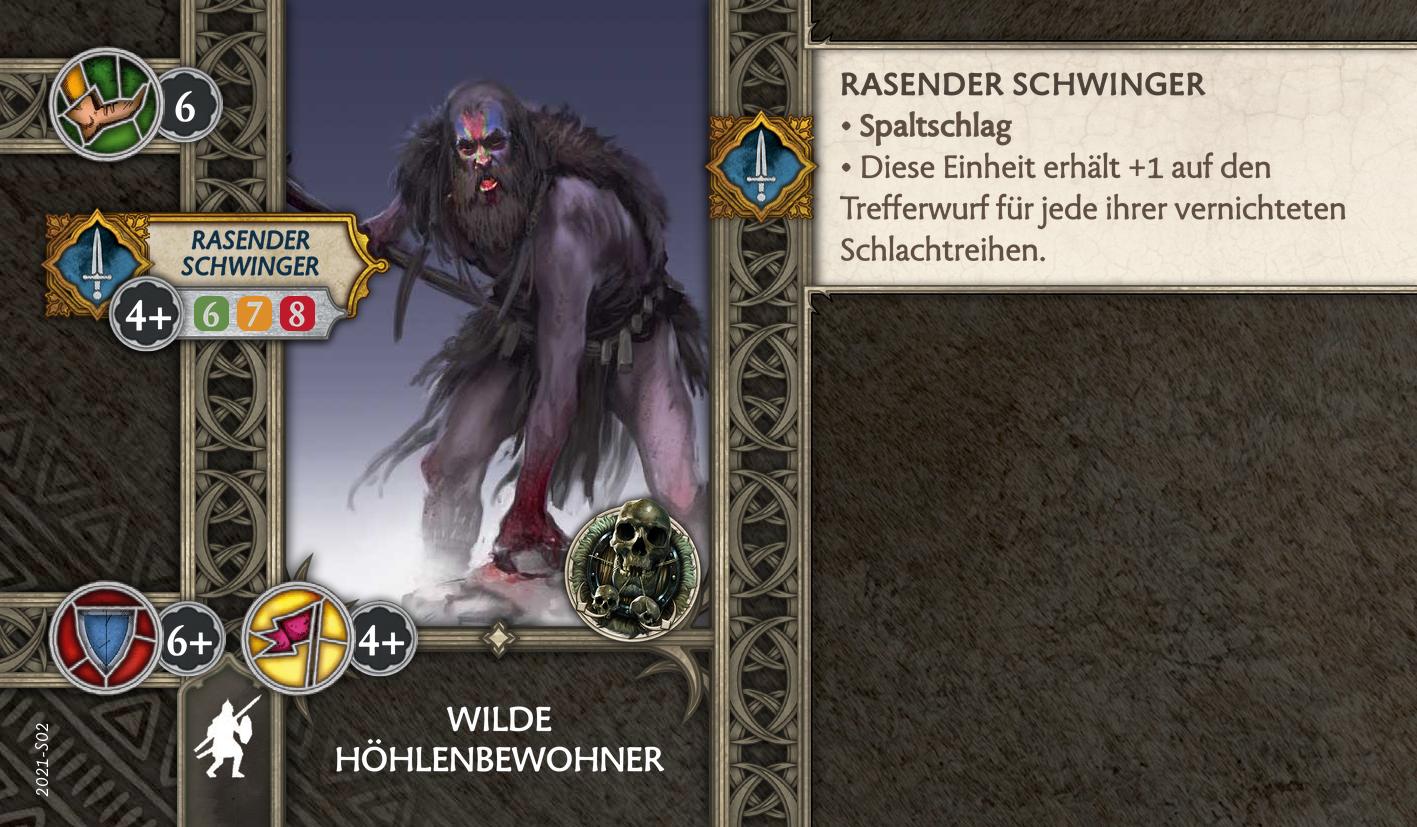 6
RASENDER
SCHWINGER
4+ 6 7 8
6+ 4+
WILDE
HÖHLENBEWOHNER
2021-S02
RASENDER SCHWINGER
• Spaltschlag
• Diese Einheit erhält +1 auf den
Trefferwurf für jede ihrer vernichteten
Schlachtreihen.